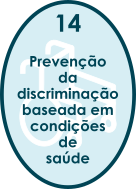 14
Prevenção
da
discriminação
baseada em
condições
de
saúde